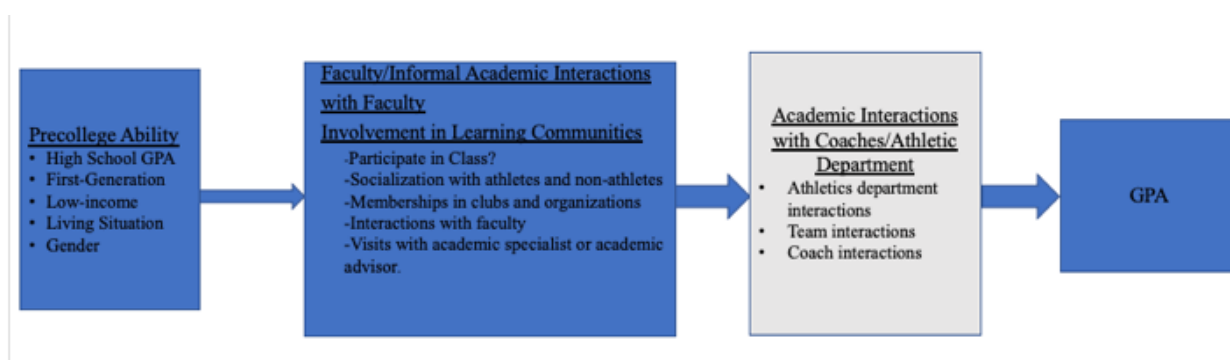 Precollege Ability
• High School GPA
• First-Generation
• Low-income
• Living Situation
• Gender
Faculty/Informal Academic Interactions
with Faculty
Involvement in Learning Communities
-Participate in Class?
-Socialization with athletes and non-athletes
-Memberships in clubs and organizations
-Interactions with faculty
-Visits with academic specialist or academic
advisor.
Academic Interactions
with Coaches/Athletic
Department
• Athletics department
interactions
• Team interactions
• Coach interactions
GPA